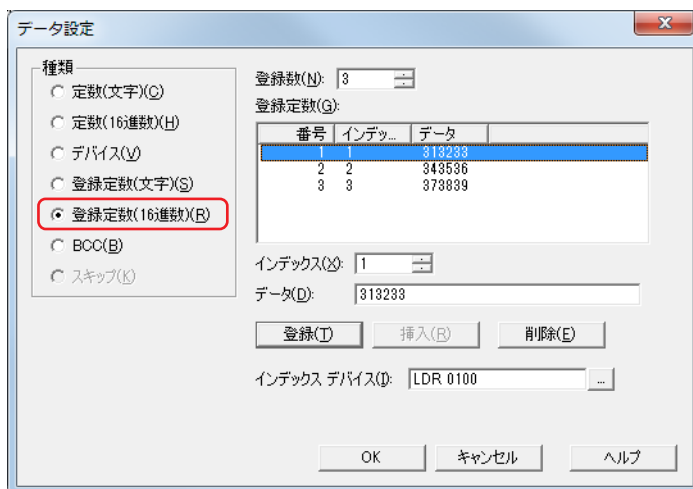 データ設定
種類
定数(文字)(C)
定数(16進数)(H)
デバイス(V)
登録定数(文字)(S)
登録定数(16進数)(R)
BCC(B)
スキップ(K)
登録数(N): 3
登録定数(G):
番号 インデッ... データ
1 1 313233
2 2 343536
3 3 373839
インデックス(X): 1
データ(D): 313233
登録(T) 挿入(R) 削除(E)
インデックス デバイス(I): LDR 0100 ...
OK キャンセル ヘルプ